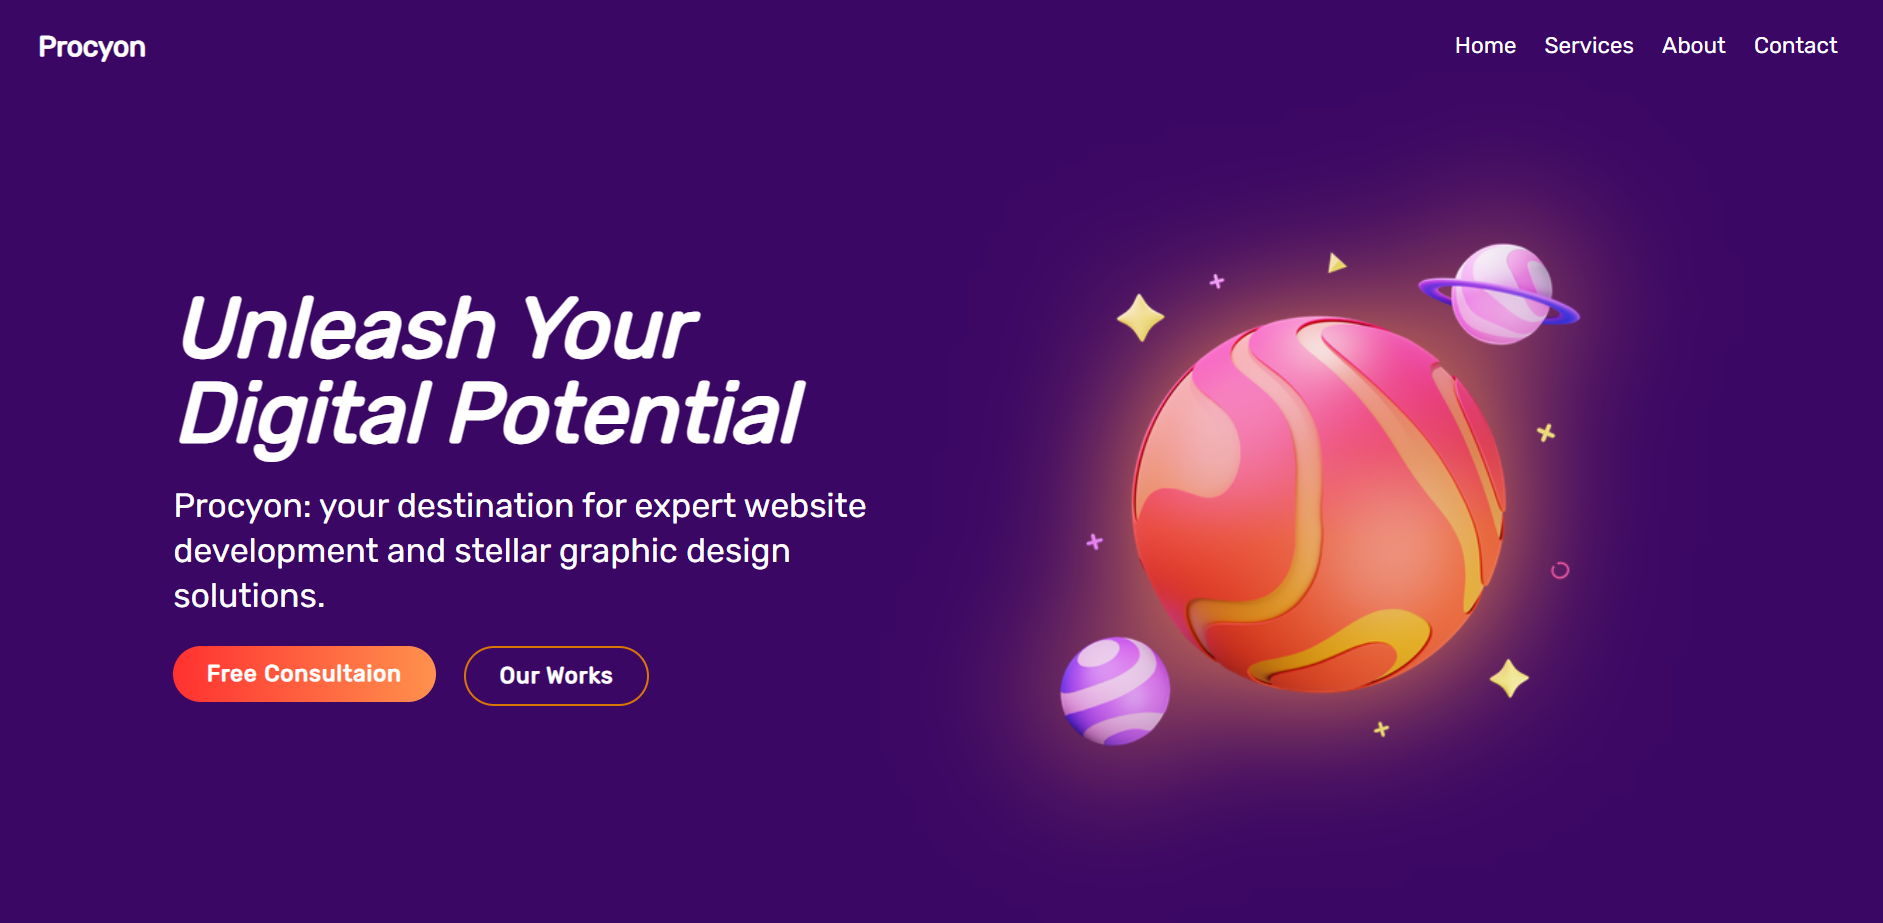 Procyon
Home Services About Contact
Unleash Your
Digital Potential
Procyon: your destination for expert website
development and stellar graphic design
solutions.
Free Consultaion
Our Works